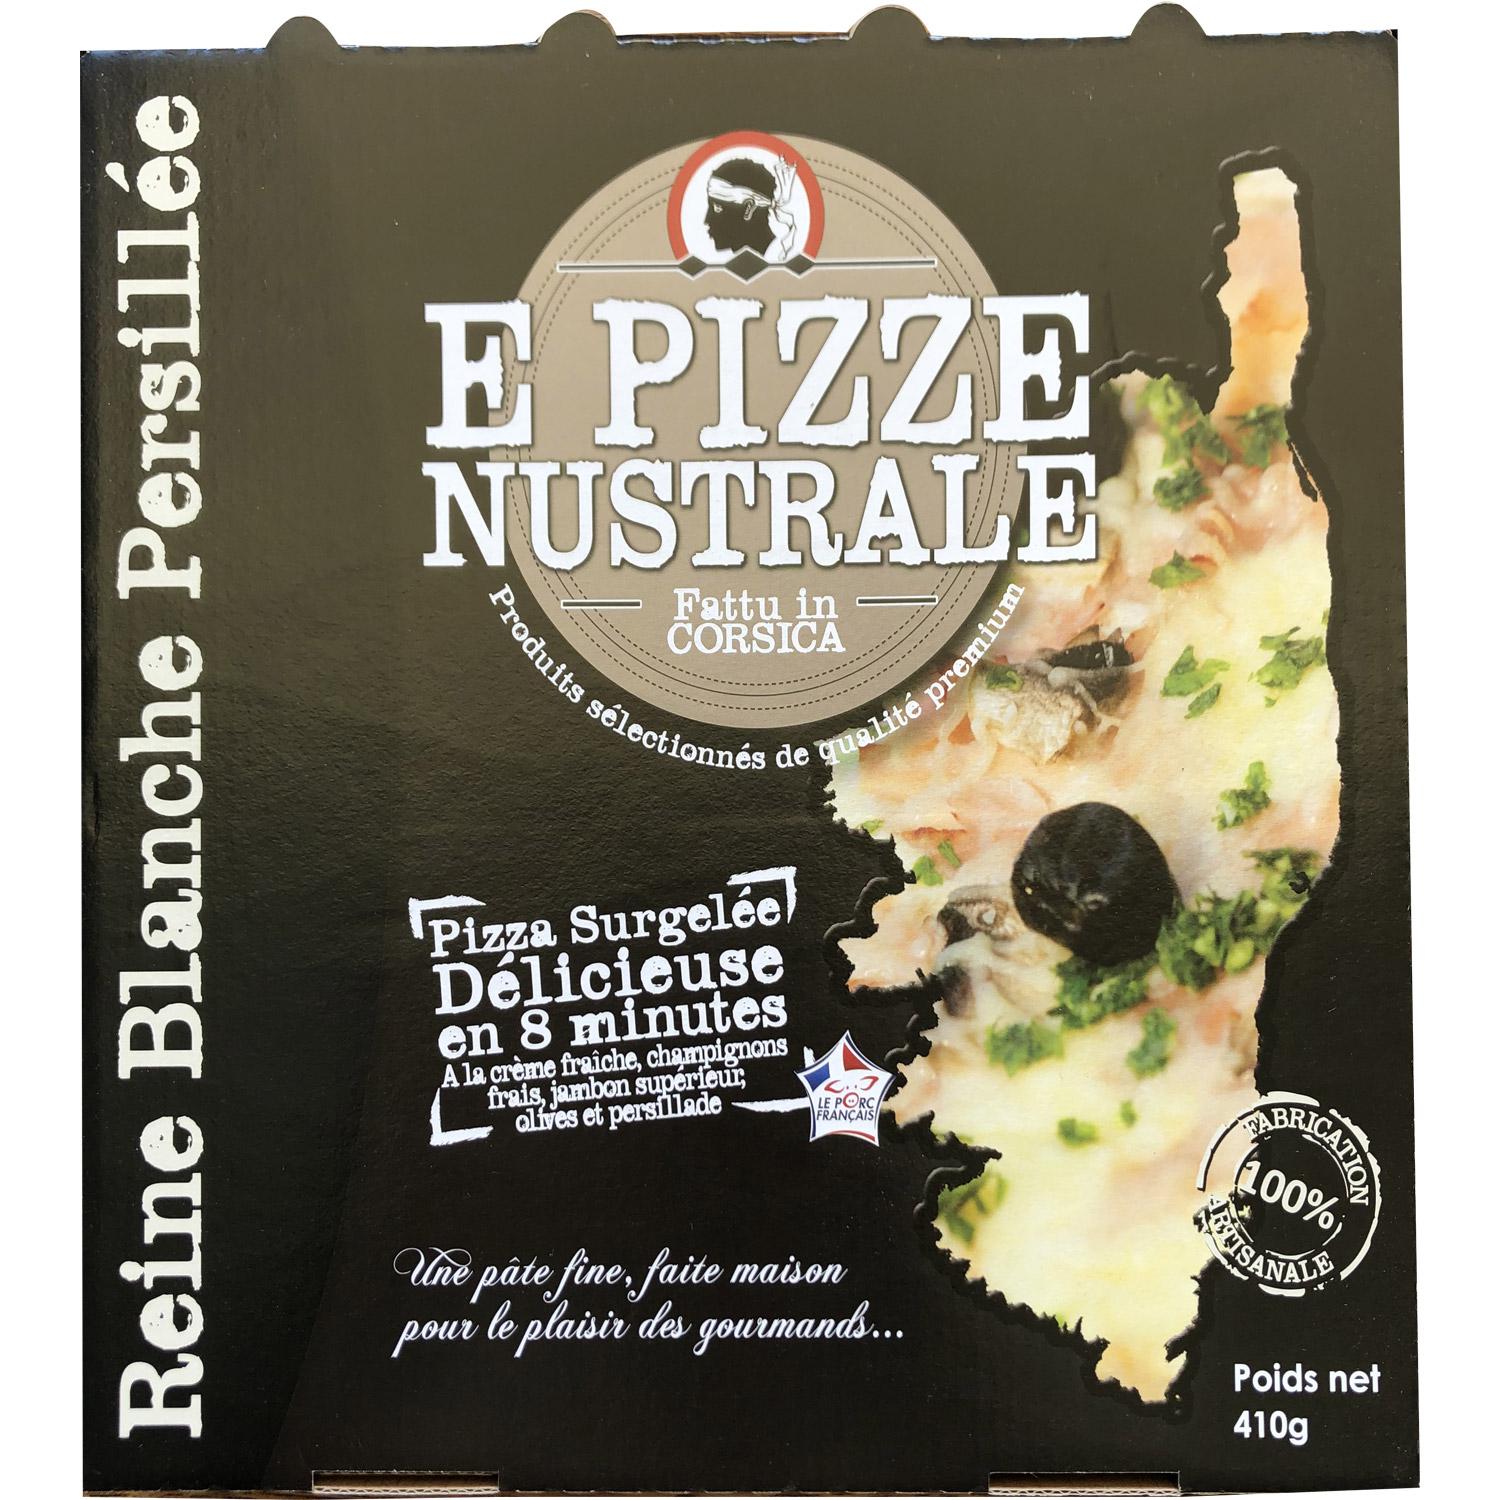 Reine Blanche Persillée
E PIZZE
NUSTRALE
Fattu in
CORSICA
Produits sélectionnés de qualité premium
Pizza Surgelée
Délicieuse
en 8 minutes
A la crème fraîche, champignons
frais, jambon supérieur,
olives et persillade
LE PORC
FRANÇAIS
FABRICATION
100%
ARTISANALE
Une pâte fine, faite maison
pour le plaisir des gourmands...
Poids net
410g